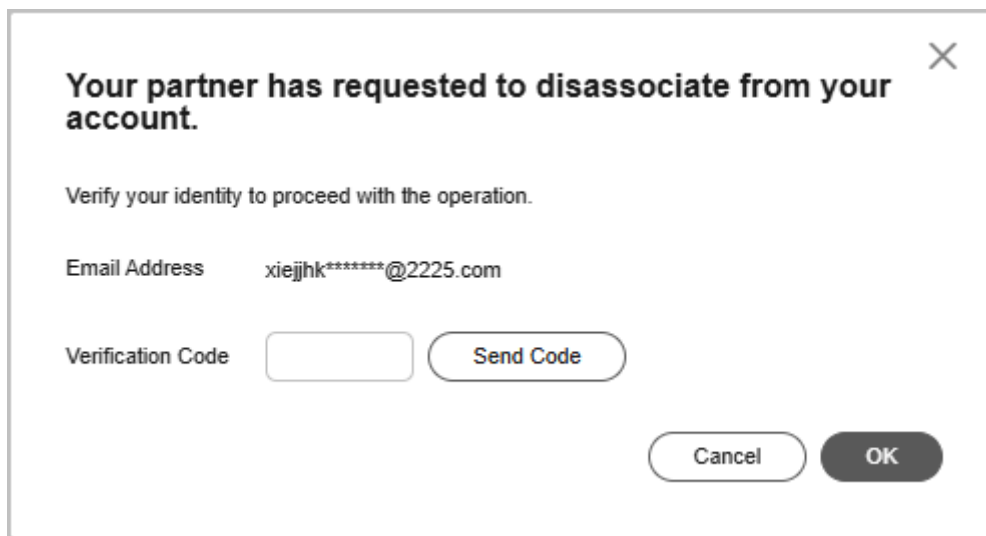 Your partner has requested to disassociate from your
account.
Verify your identity to proceed with the operation.
Email Address xiejjhk*******@2225.com
Verification Code Send Code
Cancel OK